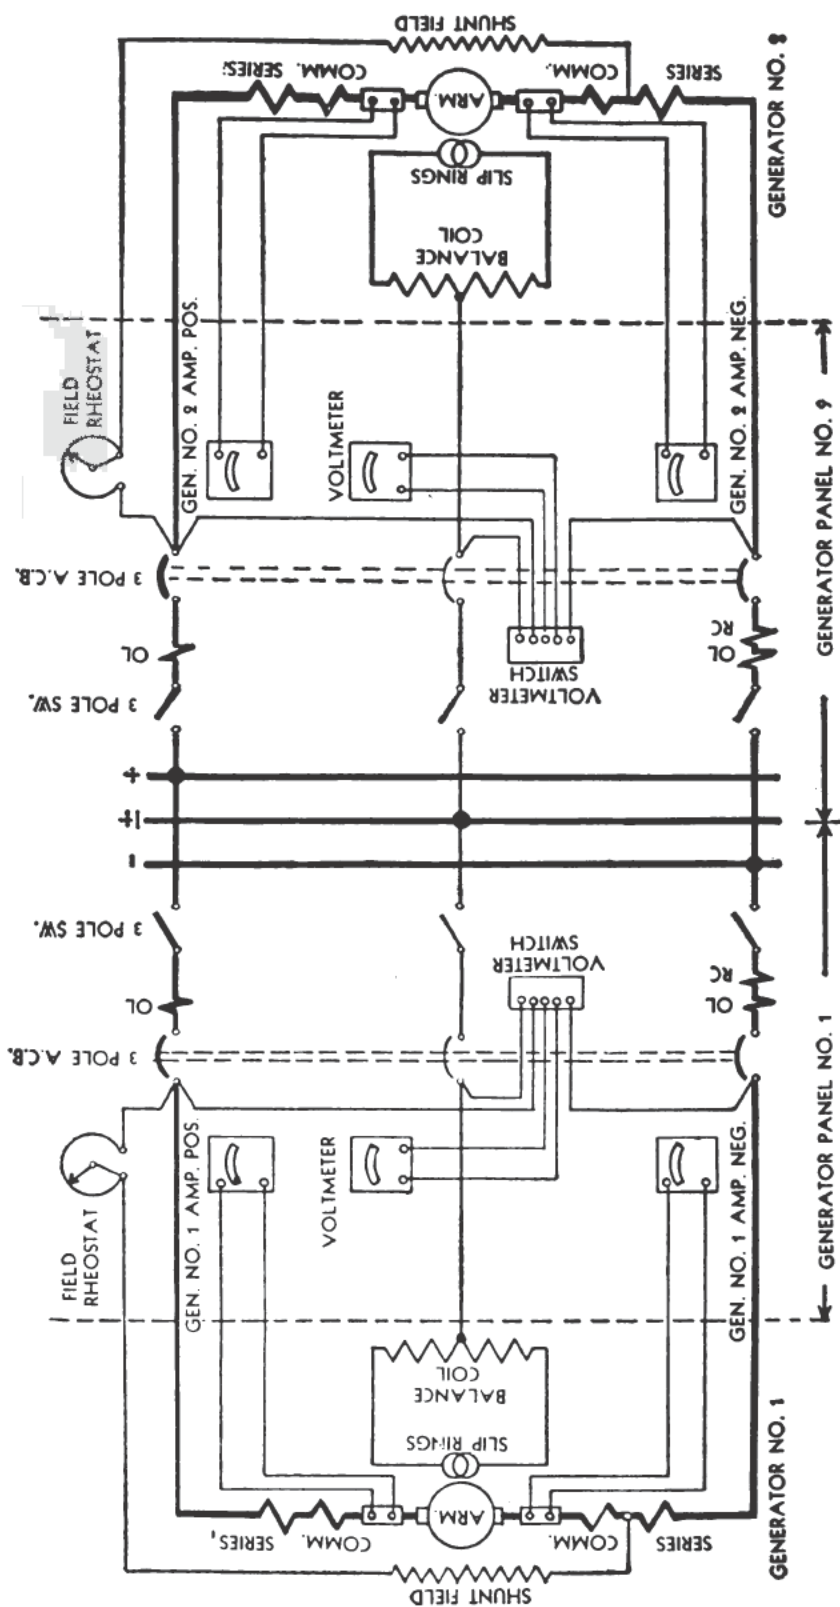 SHUNT FIELD
SERIES.
COMM.
ARM.
COMM.
SERIES
GENERATOR NO. 2
SLIP RINGS
BALANCE
COIL
FIELD
RHEOSTAT
GEN. NO. 2 AMP. POS.
VOLTMETER
GEN. NO. 2 AMP. NEG.
GENERATOR PANEL NO. 2
3 POLE A.C.B.
OL
VOLTMETER
SWITCH
OL
RC
3 POLE SW.
+
±
-
3 POLE SW.
VOLTMETER
SWITCH
OL
OL
RC
3 POLE A.C.B.
GENERATOR PANEL NO. 1
FIELD
RHEOSTAT
GEN. NO. 1 AMP. POS.
VOLTMETER
GEN. NO. 1 AMP. NEG.
BALANCE
COIL
SLIP RINGS
GENERATOR NO. 1
SERIES,
COMM.
ARM.
COMM.
SERIES
SHUNT FIELD